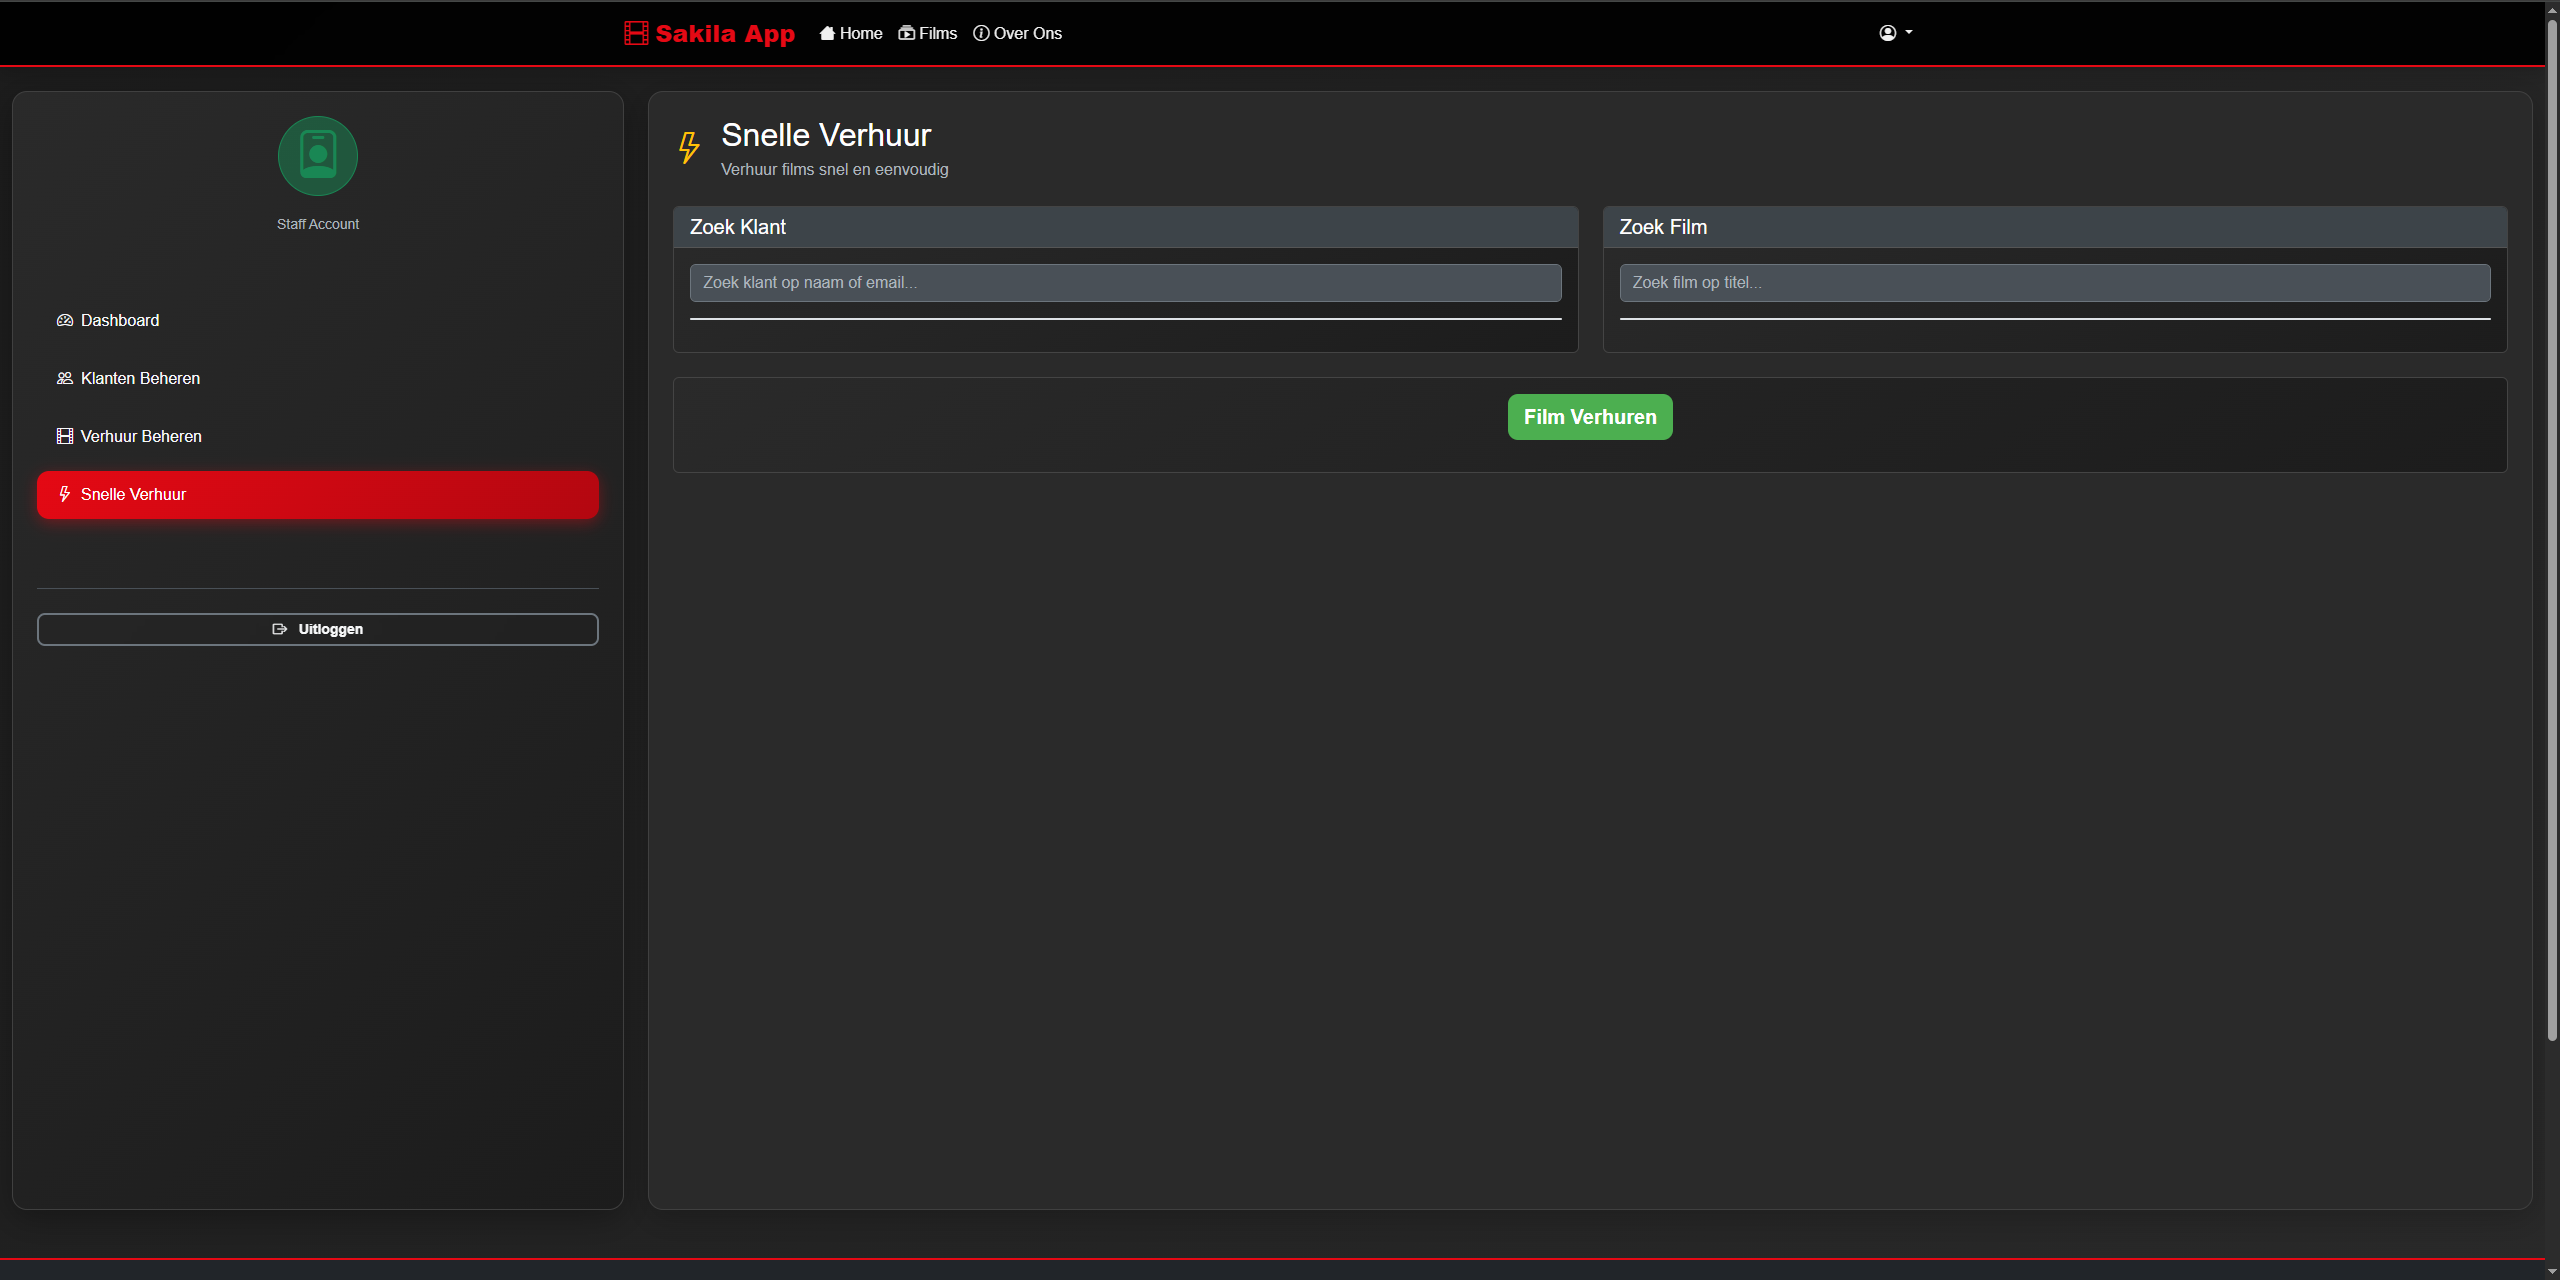 Sakila App Home Films Over Ons
Staff Account
Dashboard
Klanten Beheren
Verhuur Beheren
Snelle Verhuur
Uitloggen
Snelle Verhuur
Verhuur films snel en eenvoudig
Zoek Klant
Zoek klant op naam of email...
Zoek Film
Zoek film op titel...
Film Verhuren